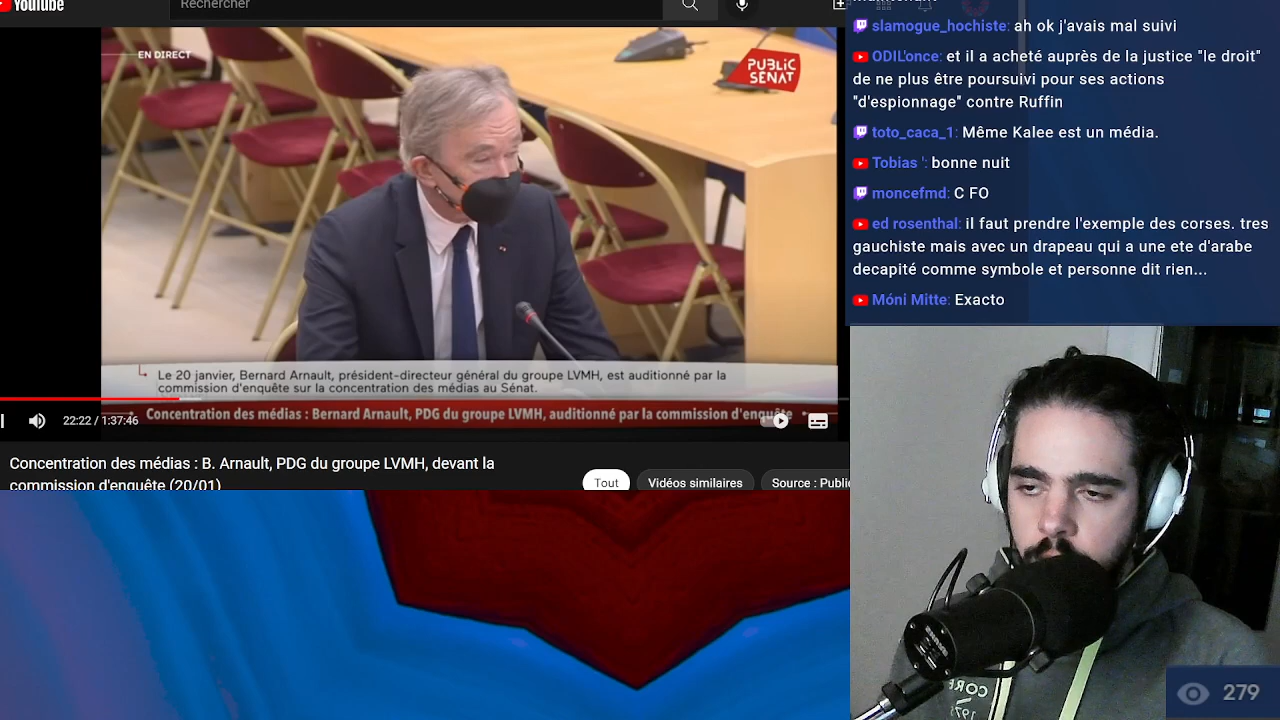 YouTube
Rechercher
EN DIRECT
PUBLIC
SÉNAT
Le 20 janvier, Bernard Arnault, président-directeur général du groupe LVMH, est auditionné par la
commission d'enquête sur la concentration des médias au Sénat.
Concentration des médias : Bernard Arnault, PDG du groupe LVMH, auditionné par la commission d'enquête
22:22 / 1:37:46
Concentration des médias : B. Arnault, PDG du groupe LVMH, devant la
commission d'enquête (20/01)
Tout
Vidéos similaires
Source : Public
slamogue_hochiste: ah ok j'avais mal suivi
ODIL'once: et il a acheté auprès de la justice "le droit"
de ne plus être poursuivi pour ses actions
"d'espionnage" contre Ruffin
toto_caca_1: Même Kalee est un média.
Tobias ': bonne nuit
moncefmd: C FO
ed rosenthal: il faut prendre l'exemple des corses. tres
gauchiste mais avec un drapeau qui a une ete d'arabe
decapité comme symbole et personne dit rien...
Móni Mitte: Exacto
279